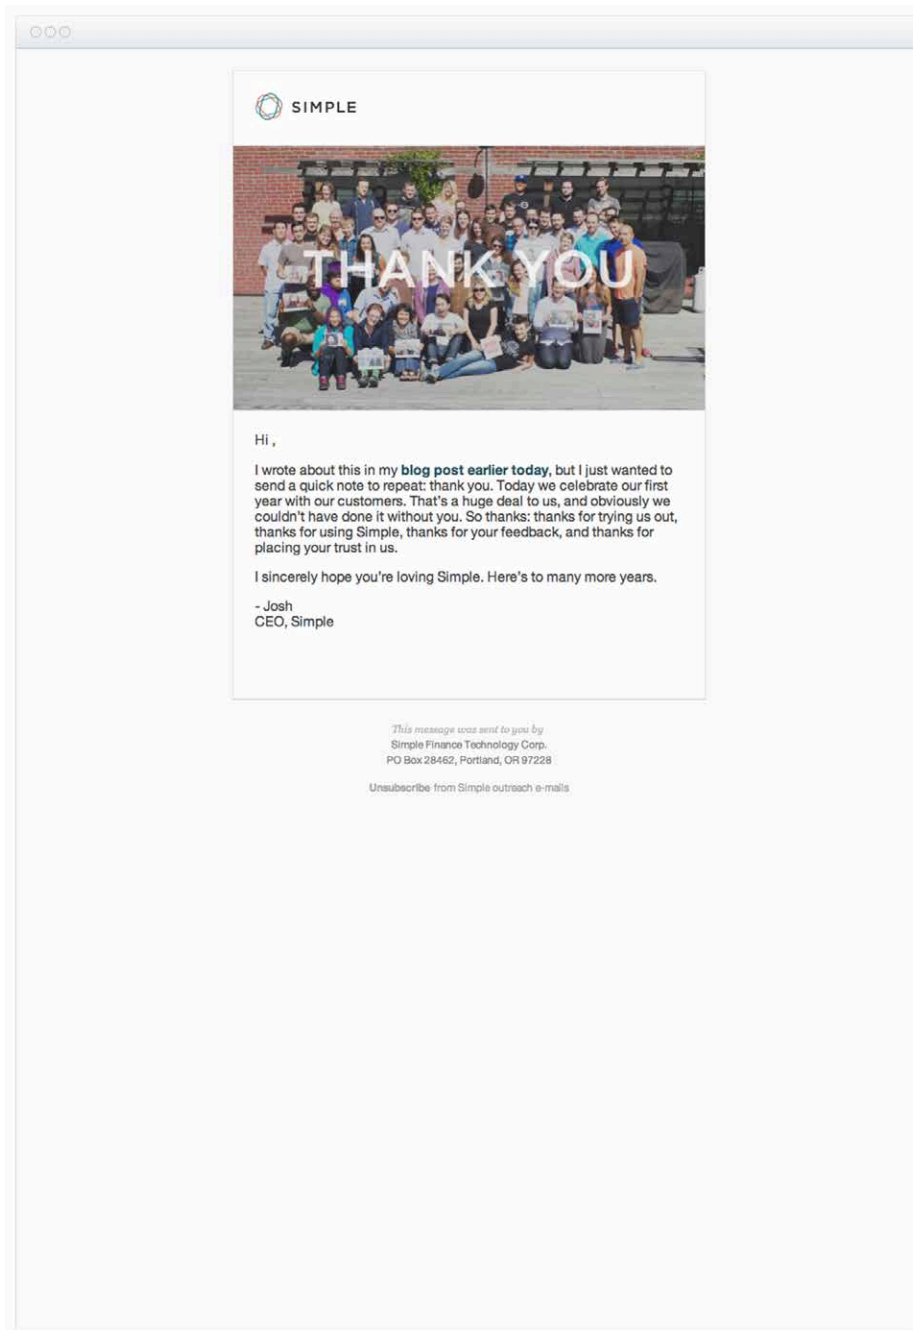 SIMPLE
THANK YOU
Hi ,
I wrote about this in my blog post earlier today, but I just wanted to
send a quick note to repeat: thank you. Today we celebrate our first
year with our customers. That's a huge deal to us, and obviously we
couldn't have done it without you. So thanks: thanks for trying us out,
thanks for using Simple, thanks for your feedback, and thanks for
placing your trust in us.
I sincerely hope you're loving Simple. Here's to many more years.
- Josh
CEO, Simple
This message was sent to you by
Simple Finance Technology Corp.
PO Box 28462, Portland, OR 97228
Unsubscribe from Simple outreach e-mails